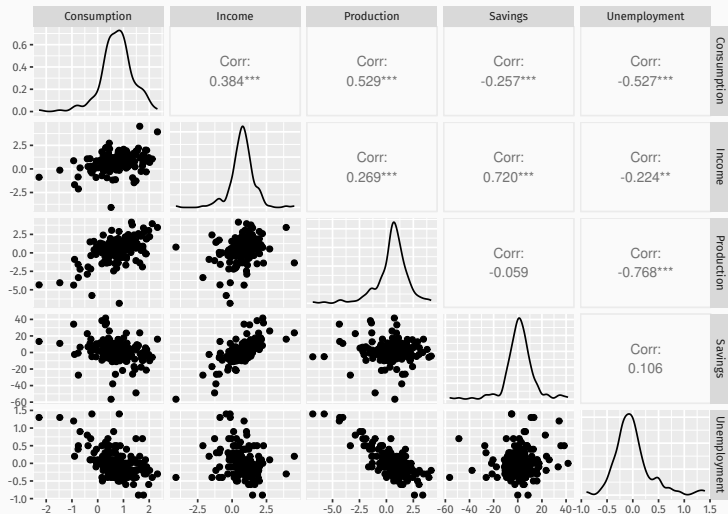 Consumption Income Production Savings Unemployment
0.6
0.4
0.2
0.0
Corr:
0.384***
Corr:
0.529***
Corr:
-0.257***
Corr:
-0.527***
Consumption
2.5
0.0
-2.5
Corr:
0.269***
Corr:
0.720***
Corr:
-0.224**
Income
2.5
0.0
-2.5
-5.0
Corr:
-0.059
Corr:
-0.768***
Production
40
20
0
-20
-40
-60
Corr:
0.106
Savings
1.5
1.0
0.5
0.0
-0.5
-1.0
Unemployment
-2 -1 0 1 2 -2.5 0.0 2.5 -5.0 -2.5 0.0 2.5 -60 -40 -20 0 20 40 -1.0 -0.5 0.0 0.5 1.0 1.5